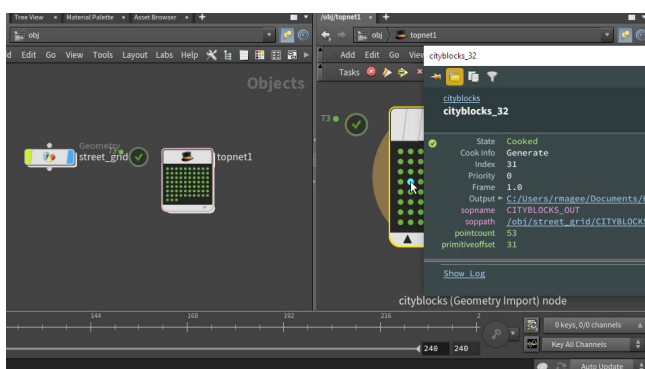 Tree View × Material Palette × Asset Browser × +
/obj/topnet1 × +
obj
obj topnet1
d Edit Go View Tools Layout Labs Help
Add Edit Go View
Tasks
Objects
Geometry
street_grid
73
topnet1
73
cityblocks_32
cityblocks
cityblocks_32
State Cooked
Cook Info Generate
Index 31
Priority 0
Frame 1.0
Output C:/Users/rmagee/Documents/
sopname CITYBLOCKS_OUT
soppath /obj/street_grid/CITYBLOCKS
pointcount 53
primitiveoffset 31
Show Log
cityblocks (Geometry Import) node
144 168 192 216 2
240 240
0 keys, 0/0 channels
Key All Channels
Auto Update